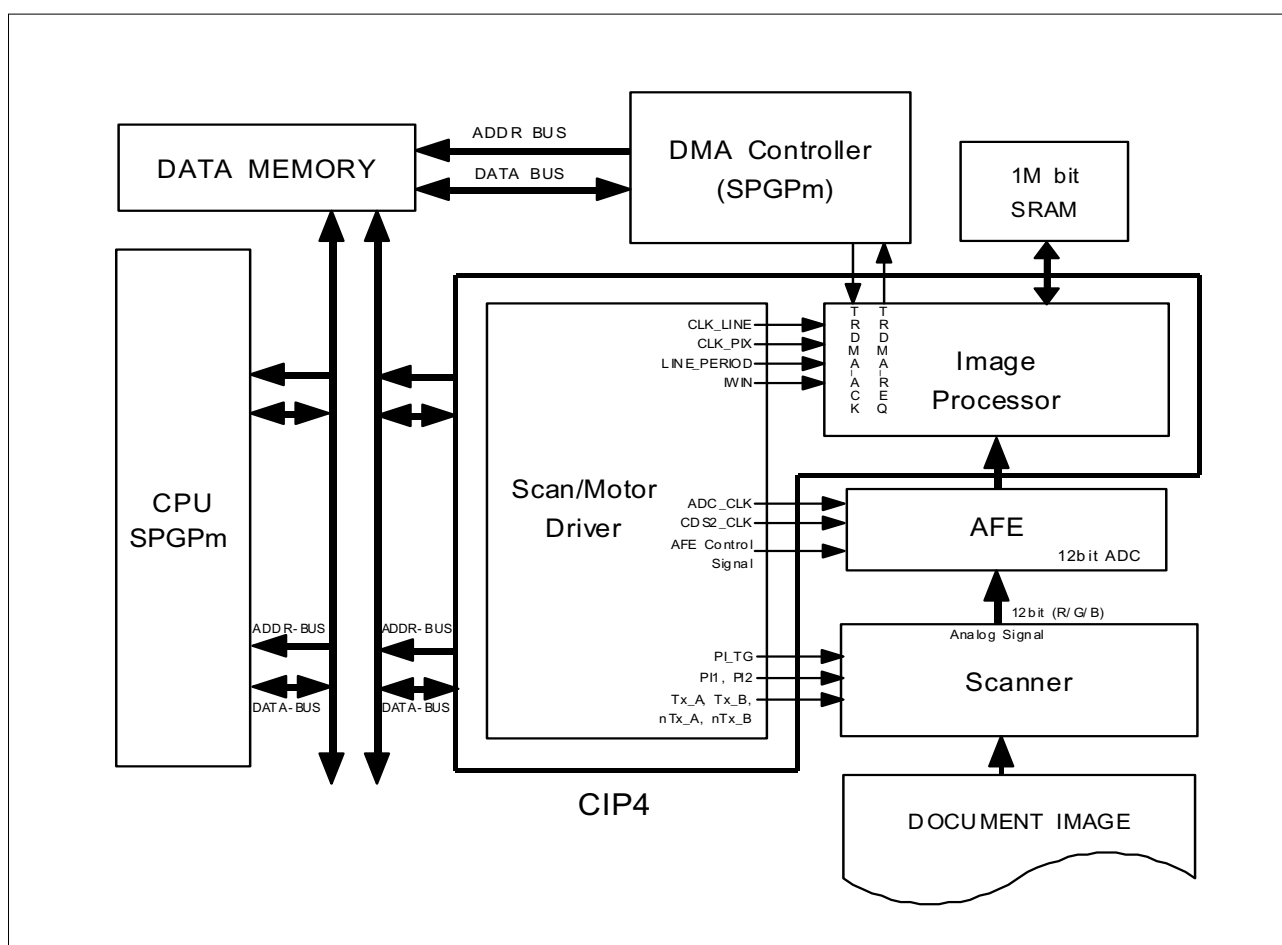 ADDR BUS
DATA MEMORY
DATA BUS
DMA Controller
(SPGPm)
1M bit
SRAM
CLK_LINE
CLK_PIX
LINE_PERIOD
IWIN
TRDMA_ACK
TRDMA_REQ
Image
Processor
CPU
SPGPm
Scan/Motor
Driver
ADC_CLK
CDS2_CLK
AFE Control
Signal
AFE
12bit ADC
12bit (R/G/B)
Analog Signal
ADDR-BUS
ADDR-BUS
DATA-BUS
DATA-BUS
PI_TG
PI1, PI2
Tx_A, Tx_B,
nTx_A, nTx_B
Scanner
CIP4
DOCUMENT IMAGE